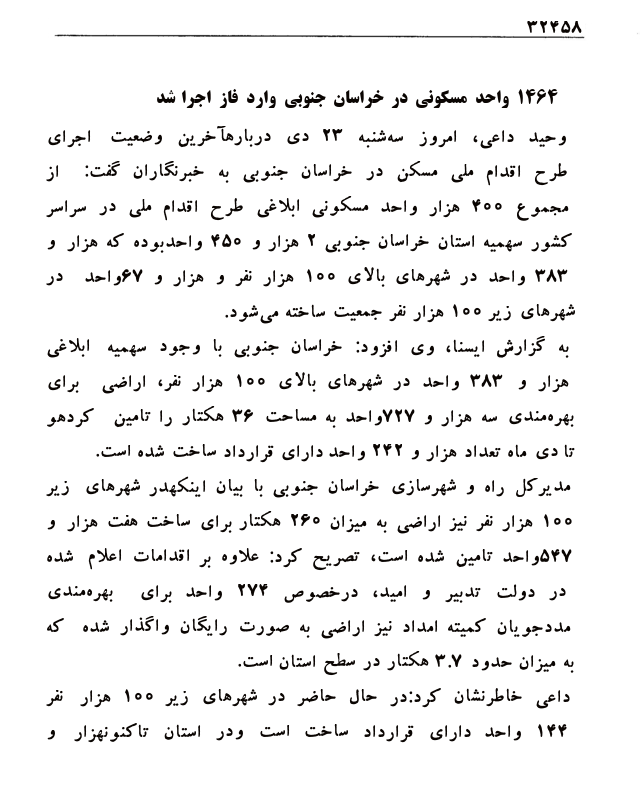 ۳۲۴۵۸
۱۴۶۴ واحد مسکونی در خراسان جنوبی وارد فاز اجرا شد
وحید داعی، امروز سه‌شنبه ۲۳ دی دربارهآخرین وضعیت اجرای
طرح اقدام ملی مسکن در خراسان جنوبی به خبرنگاران گفت: از
مجموع ۴۰۰ هزار واحد مسکونی ابلاغی طرح اقدام ملی در سراسر
کشور سهمیه استان خراسان جنوبی ۲ هزار و ۴۵۰ واحدبوده که هزار و
۳۸۳ واحد در شهرهای بالای ۱۰۰ هزار نفر و هزار و ۶۷واحد در
شهرهای زیر ۱۰۰ هزار نفر جمعیت ساخته می‌شود.
به گزارش ایسنا، وی افزود: خراسان جنوبی با وجود سهمیه ابلاغی
هزار و ۳۸۳ واحد در شهرهای بالای ۱۰۰ هزار نفر، اراضی برای
بهره‌مندی سه هزار و ۷۲۷واحد به مساحت ۳۶ هکتار را تامین کردهو
تا دی ماه تعداد هزار و ۲۴۲ واحد دارای قرارداد ساخت شده است.
مدیرکل راه و شهرسازی خراسان جنوبی با بیان اینکهدر شهرهای زیر
۱۰۰ هزار نفر نیز اراضی به میزان ۲۶۰ هکتار برای ساخت هفت هزار و
۵۴۷واحد تامین شده است، تصریح کرد: علاوه بر اقدامات اعلام شده
در دولت تدبیر و امید، درخصوص ۲۷۴ واحد برای بهره‌مندی
مددجویان کمیته امداد نیز اراضی به صورت رایگان واگذار شده که
به میزان حدود ۳.۷ هکتار در سطح استان است.
داعی خاطرنشان کرد:در حال حاضر در شهرهای زیر ۱۰۰ هزار نفر
۱۴۴ واحد دارای قرارداد ساخت است ودر استان تاکنونهزار و